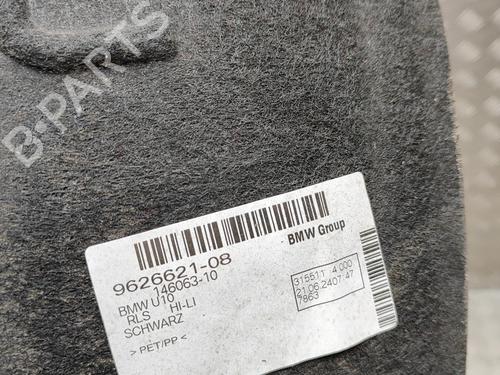 B-PARTS
9626621-08
146063-10
BMW U10
RLS HI-LI
SCHWARZ
> PET/PP <
BMW Group
315511 4 000
21.06.2407:47
7863